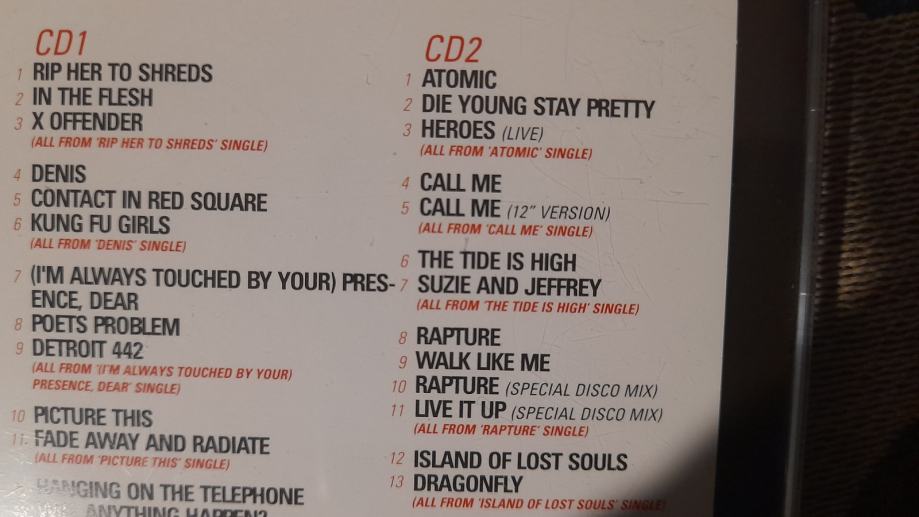 CD1
1 RIP HER TO SHREDS
2 IN THE FLESH
3 X OFFENDER
(ALL FROM 'RIP HER TO SHREDS' SINGLE)
4 DENIS
5 CONTACT IN RED SQUARE
6 KUNG FU GIRLS
(ALL FROM 'DENIS' SINGLE)
7 (I'M ALWAYS TOUCHED BY YOUR) PRES-
ENCE, DEAR
8 POETS PROBLEM
9 DETROIT 442
(ALL FROM '(I'M ALWAYS TOUCHED BY YOUR)
PRESENCE, DEAR' SINGLE)
10 PICTURE THIS
11 FADE AWAY AND RADIATE
(ALL FROM 'PICTURE THIS' SINGLE)
HANGING ON THE TELEPHONE
ANYTHING HAPPEN?
CD2
1 ATOMIC
2 DIE YOUNG STAY PRETTY
3 HEROES (LIVE)
(ALL FROM 'ATOMIC' SINGLE)
4 CALL ME
5 CALL ME (12" VERSION)
(ALL FROM 'CALL ME' SINGLE)
6 THE TIDE IS HIGH
7 SUZIE AND JEFFREY
(ALL FROM 'THE TIDE IS HIGH' SINGLE)
8 RAPTURE
9 WALK LIKE ME
10 RAPTURE (SPECIAL DISCO MIX)
11 LIVE IT UP (SPECIAL DISCO MIX)
(ALL FROM 'RAPTURE' SINGLE)
12 ISLAND OF LOST SOULS
13 DRAGONFLY
(ALL FROM 'ISLAND OF LOST SOULS' SINGLE)